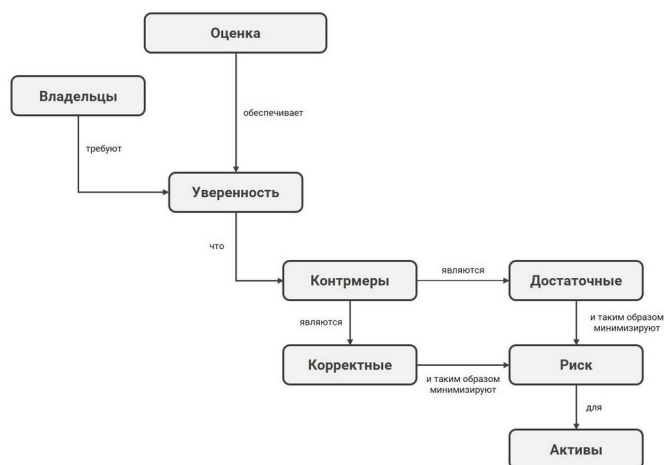 Оценка
Владельцы
обеспечивает
требуют
Уверенность
что
Контрмеры
являются
Достаточные
являются
и таким образом
минимизируют
Корректные
и таким образом
минимизируют
Риск
для
Активы